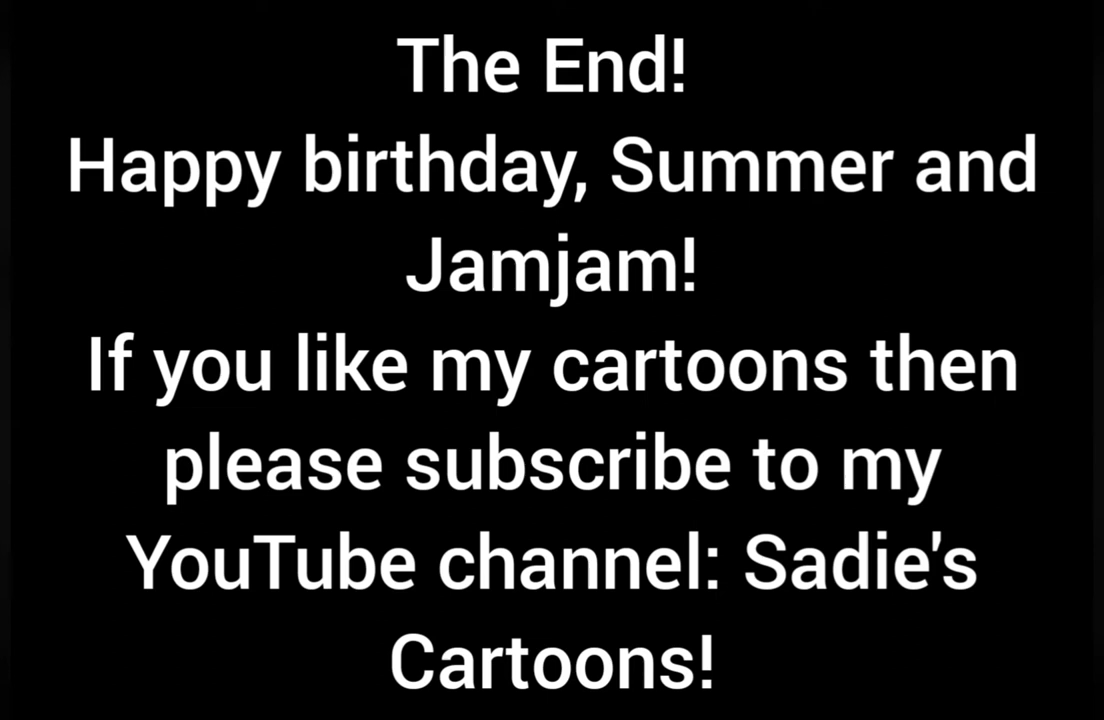 The End!
Happy birthday, Summer and
Jamjam!
If you like my cartoons then
please subscribe to my
YouTube channel: Sadie's
Cartoons!